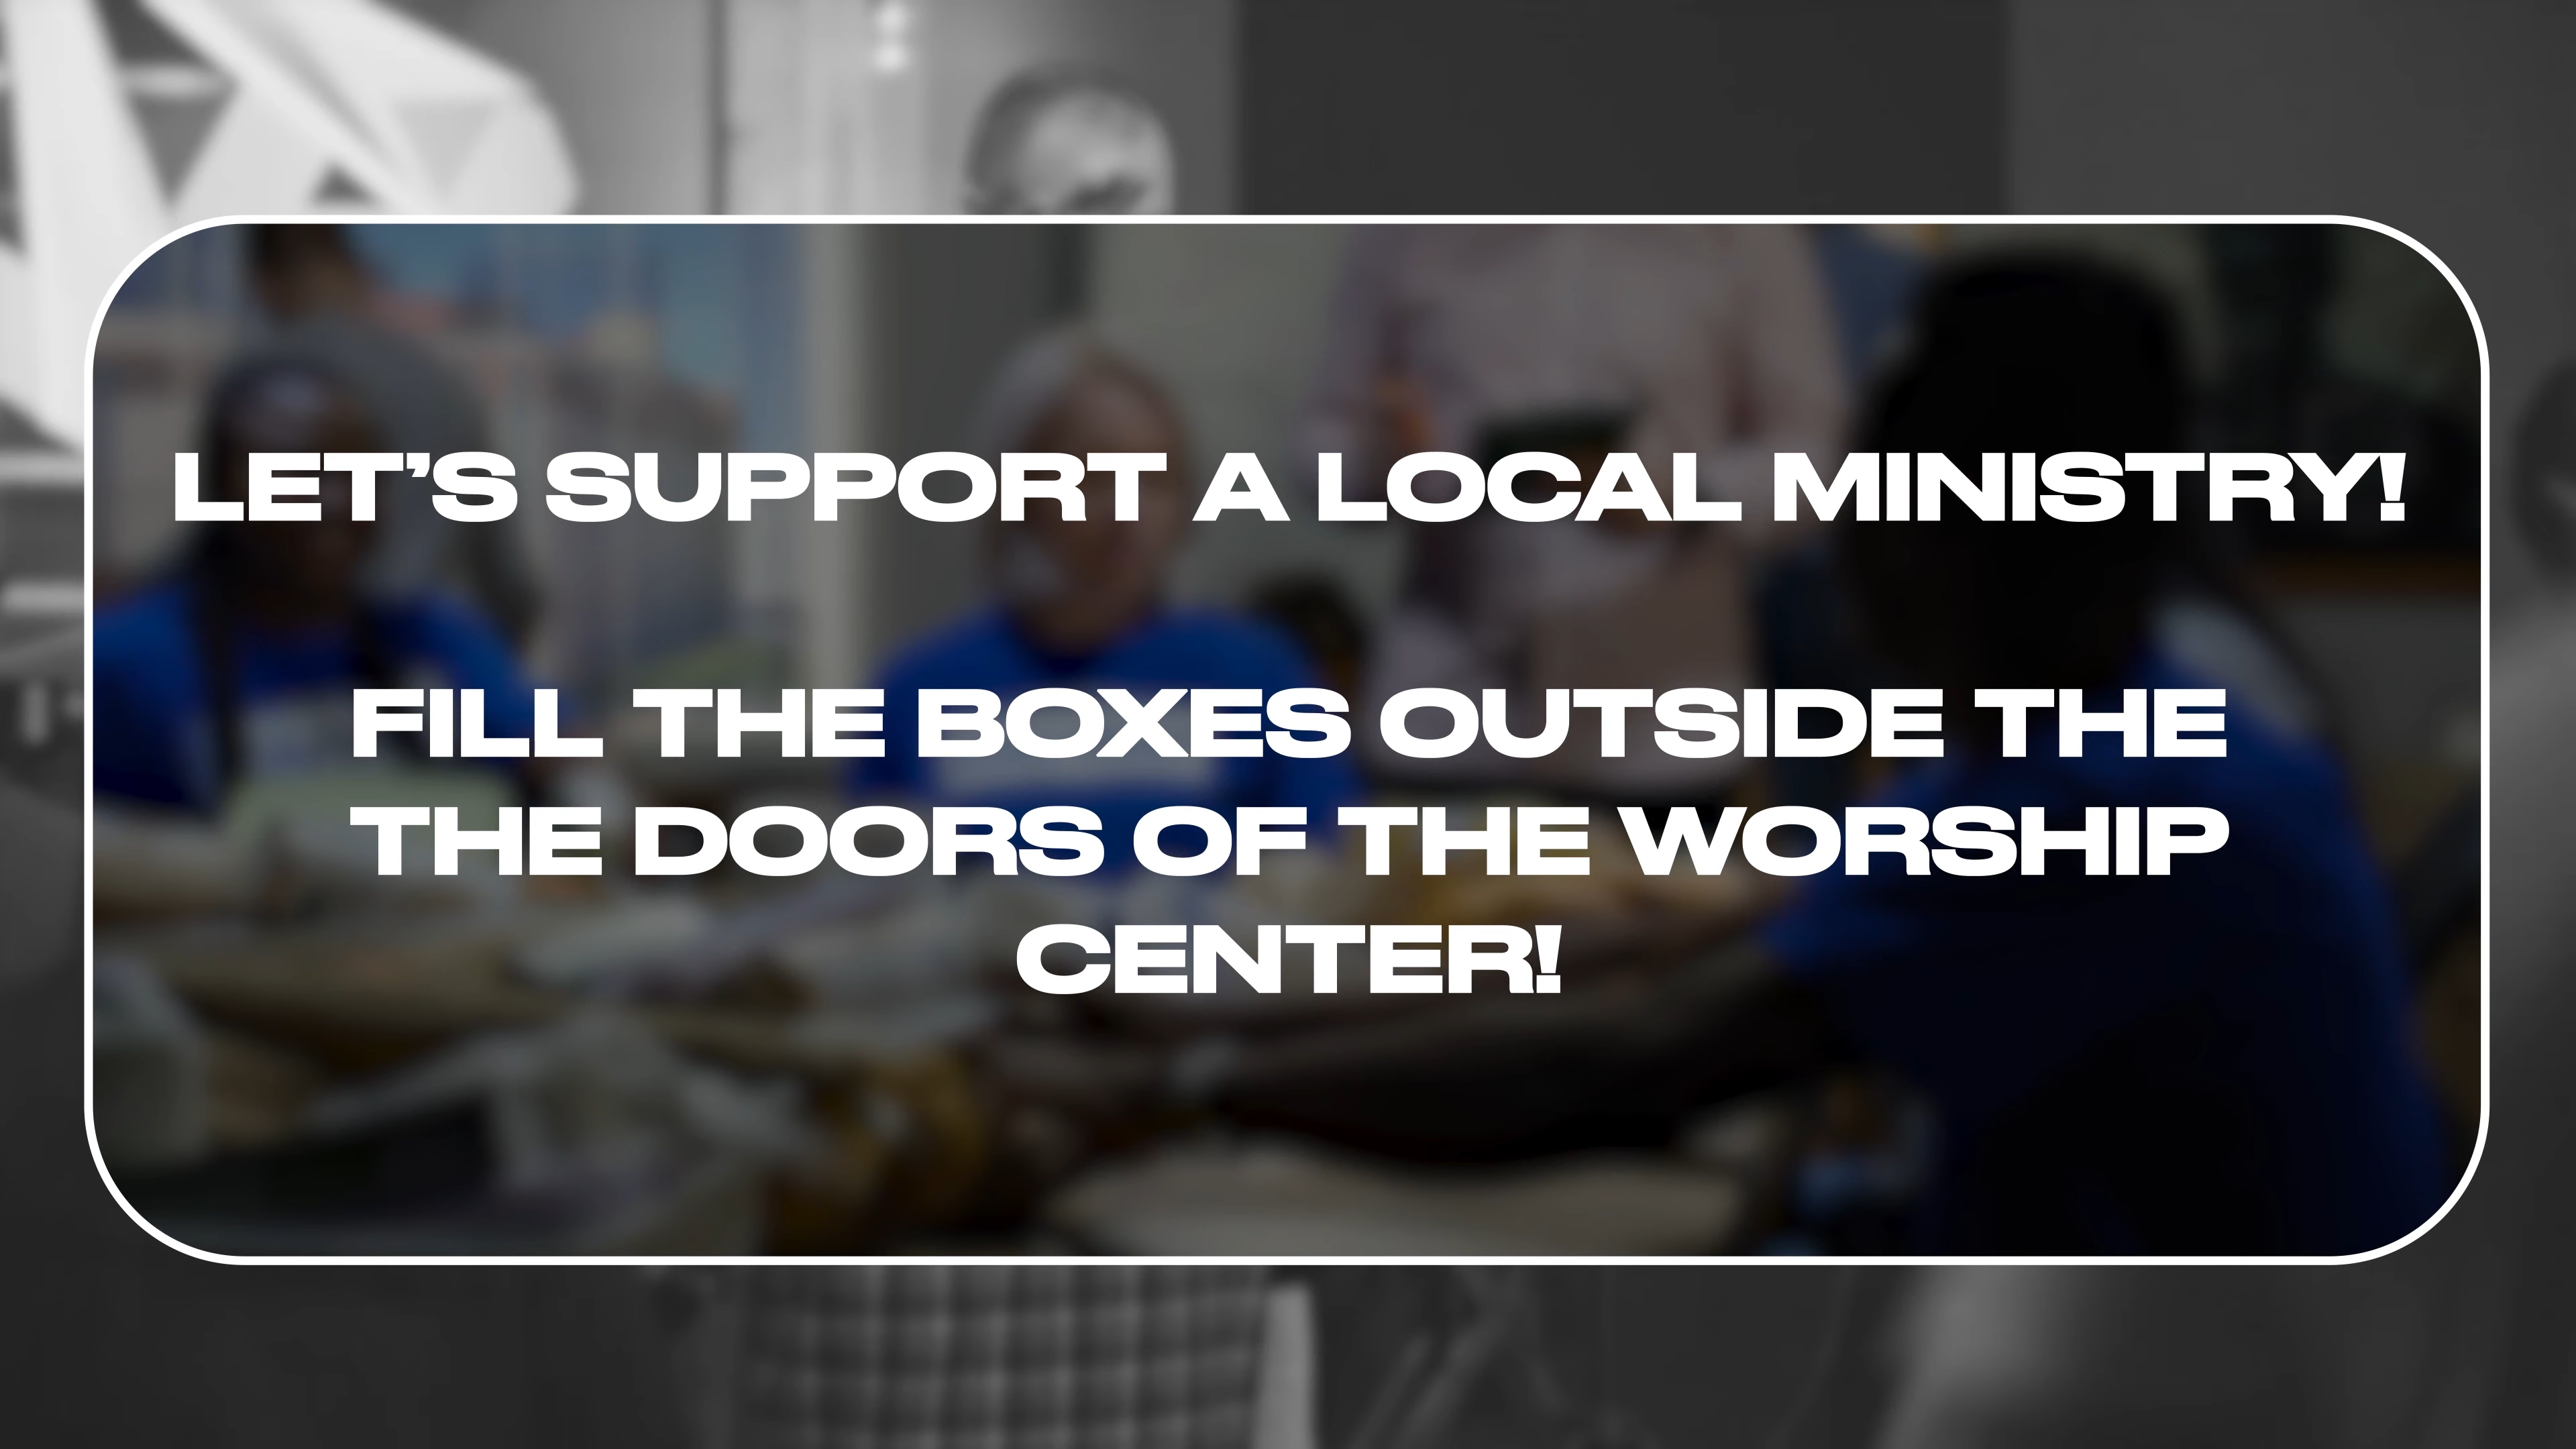 LET’S SUPPORT A LOCAL MINISTRY!
FILL THE BOXES OUTSIDE THE
THE DOORS OF THE WORSHIP
CENTER!